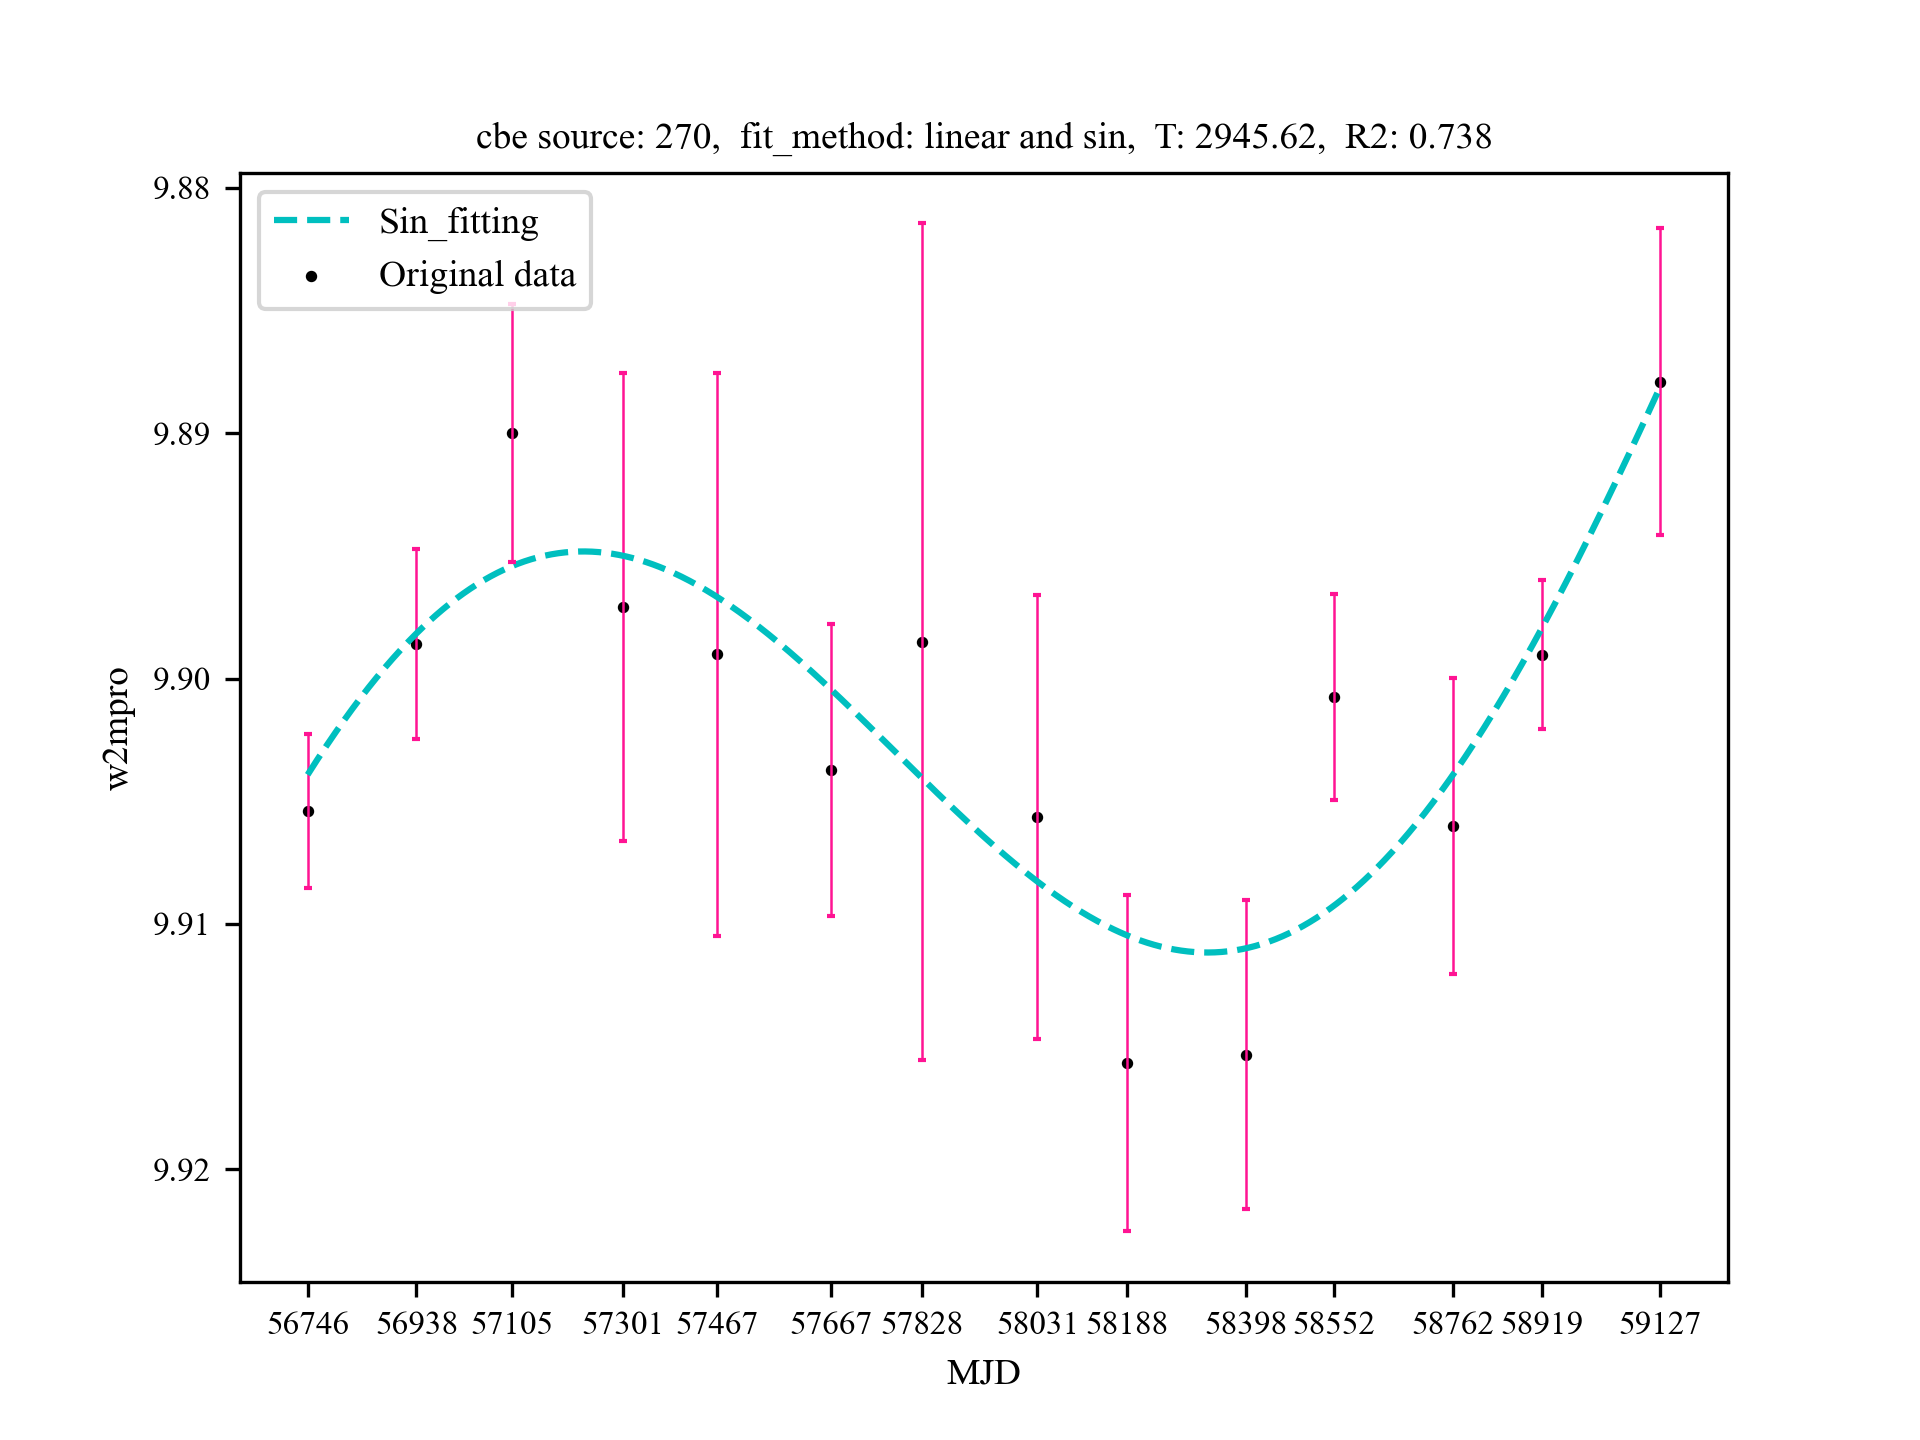 cbe source: 270, fit_method: linear and sin, T: 2945.62, R2: 0.738
Sin_fitting
Original data
9.88
9.89
9.90
9.91
9.92
w2mpro
56746 56938 57105 57301 57467 57667 57828 58031 58188 58398 58552 58762 58919 59127
MJD